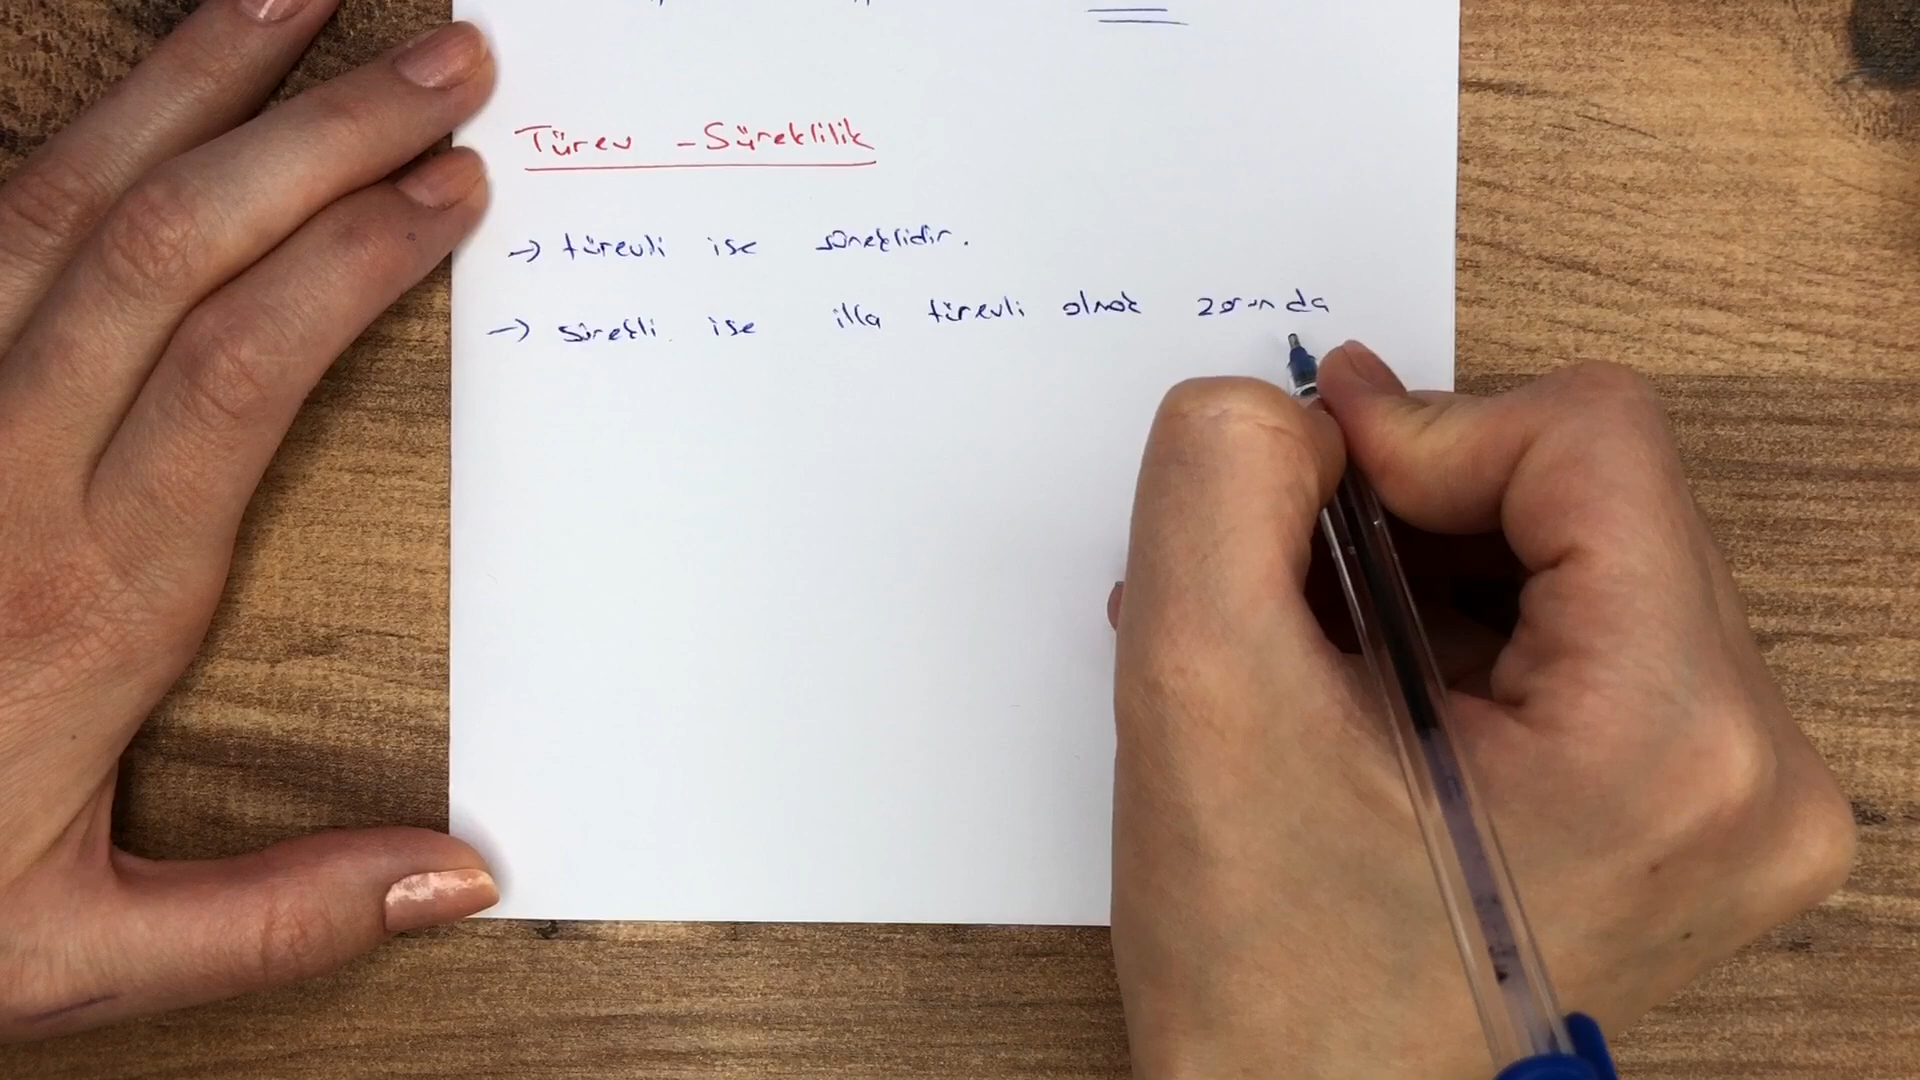 Türev - Süreklilik
→ türevli ise süreklidir.
→ sürekli ise illa türevli olmak zorunda